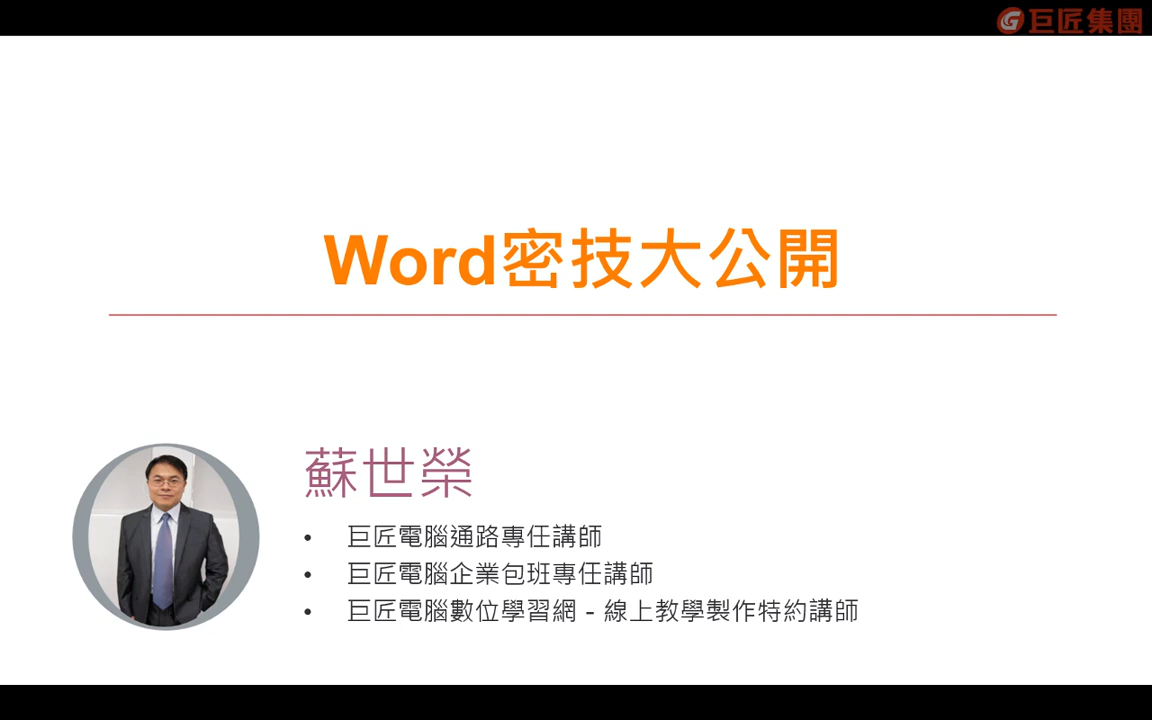 巨匠集團
Word密技大公開
蘇世榮
• 巨匠電腦通路專任講師
• 巨匠電腦企業包班專任講師
• 巨匠電腦數位學習網 - 線上教學製作特約講師